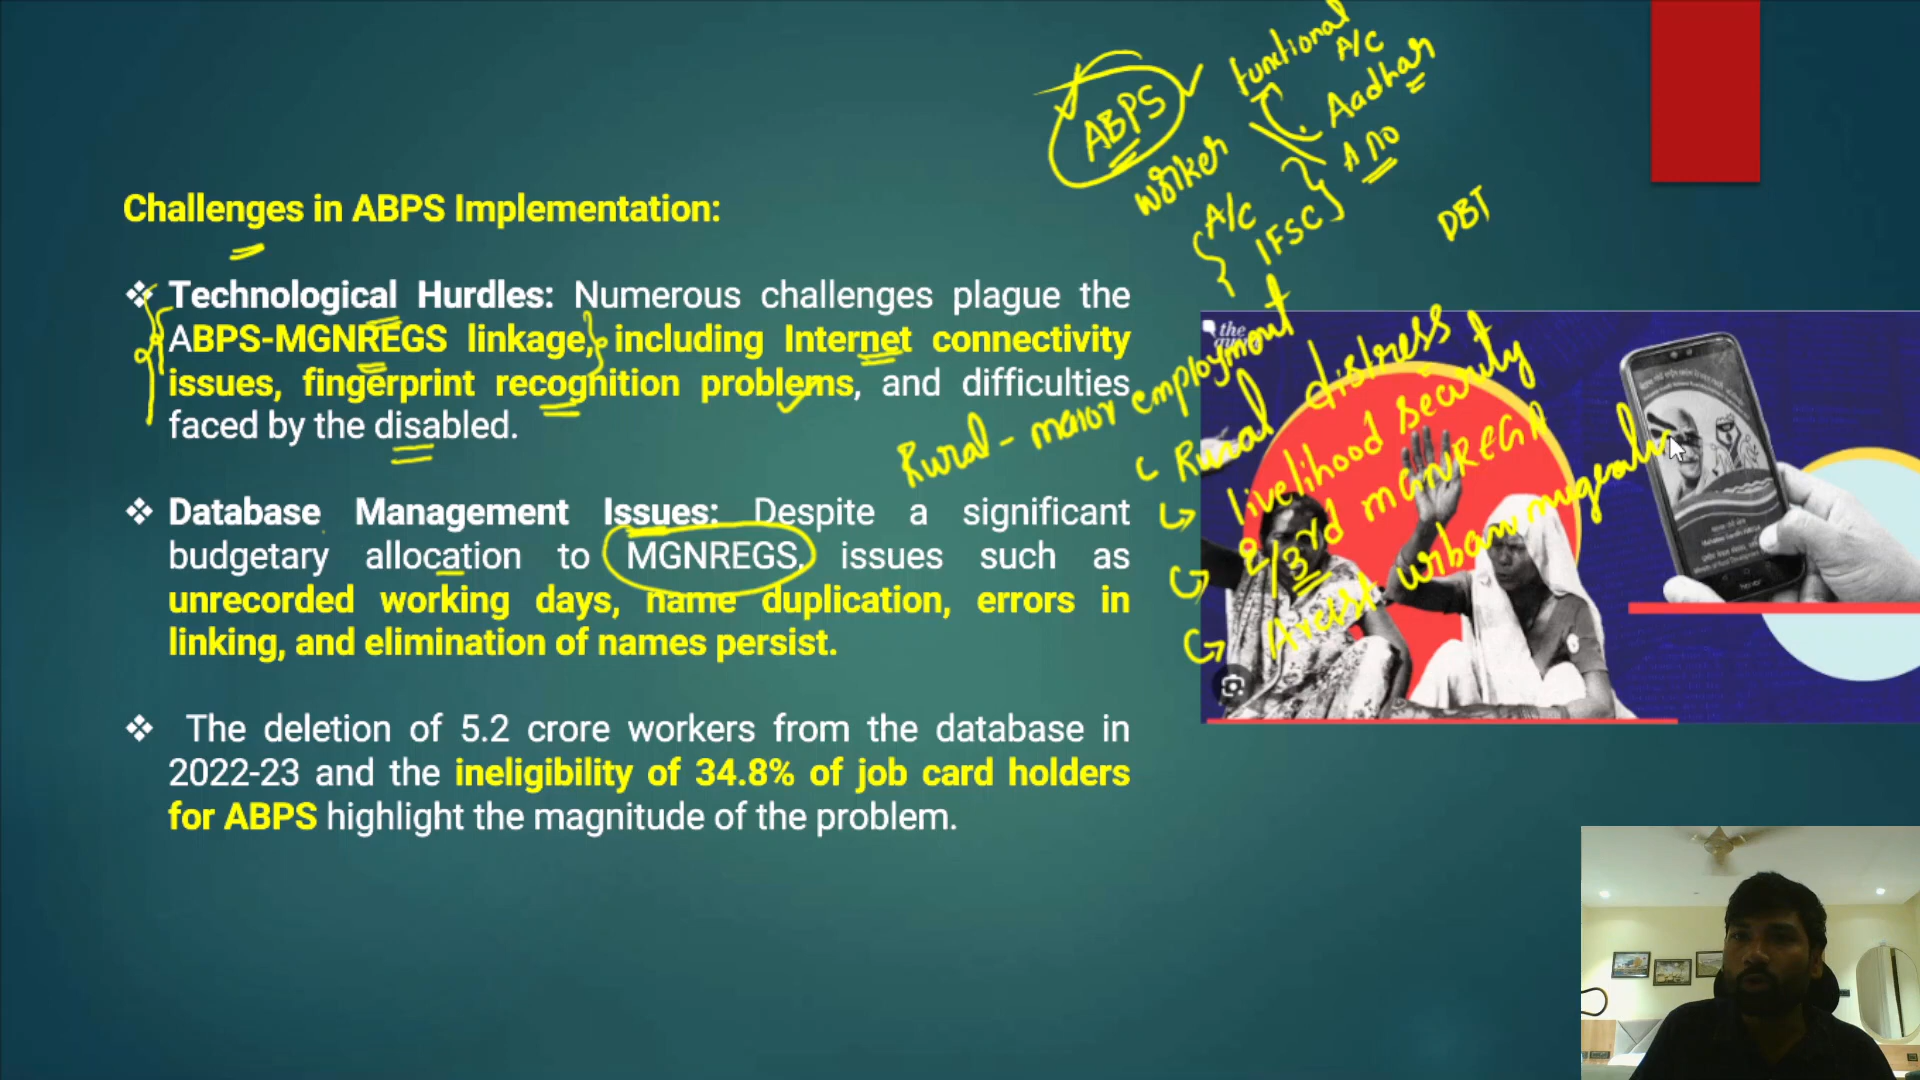 Challenges in ABPS Implementation:
❖ Technological Hurdles: Numerous challenges plague the
ABPS-MGNREGS linkage, including Internet connectivity
issues, fingerprint recognition problems, and difficulties
faced by the disabled.
❖ Database Management Issues: Despite a significant
budgetary allocation to MGNREGS, issues such as
unrecorded working days, name duplication, errors in
linking, and elimination of names persist.
❖ The deletion of 5.2 crore workers from the database in
2022-23 and the ineligibility of 34.8% of job card holders
for ABPS highlight the magnitude of the problem.
ABPS
worker
A/C
IFSC
functional
A/C
Aadhar
A no
DBT
the
Rural - major employment
Rural distress
livelihood security
2/3rd MGNREGA
Arrest urban